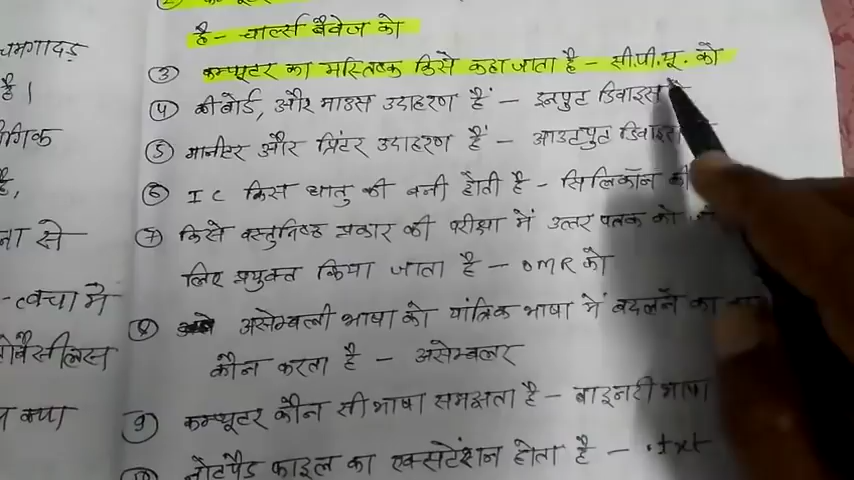 है - चार्ल्स बैवेज को
③ कम्प्यूटर का मस्तिष्क किसे कहा जाता है - सी.पी.यू. को
④ कीबोर्ड, और माउस उदाहरण हैं - इनपुट डिवाइस
⑤ मानीटर और प्रिंटर उदाहरण हैं - आउटपुट डिवाइस
⑥ IC किस धातु की बनी होती है - सिलिकॉन की
⑦ किसे वस्तुनिष्ठ प्रकार की परीक्षा में उत्तर पत्रक को
लिए प्रयुक्त किया जाता है - OMR को
⑧ असेम्बली भाषा को यांत्रिक भाषा में बदलने का
कौन करता है - असेम्बलर
⑨ कम्प्यूटर कौन सी भाषा समझता है - बाइनरी भाषा
नोटपैड फाइल का एक्सटेंशन होता है - .txt
चमगादड़
है।
ना से
त्वचा में
क्या